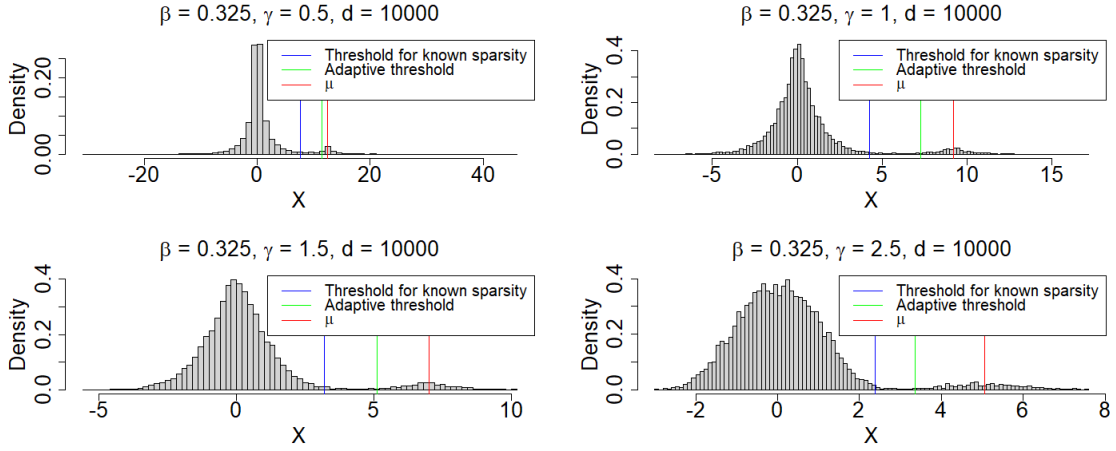 β = 0.325, γ = 0.5, d = 10000
Density
0.00
0.20
Threshold for known sparsity
Adaptive threshold
μ
-20
0
20
40
X
β = 0.325, γ = 1, d = 10000
Density
0.0
0.2
0.4
Threshold for known sparsity
Adaptive threshold
μ
-5
0
5
10
15
X
β = 0.325, γ = 1.5, d = 10000
Density
0.0
0.2
0.4
Threshold for known sparsity
Adaptive threshold
μ
-5
0
5
10
X
β = 0.325, γ = 2.5, d = 10000
Density
0.0
0.2
0.4
Threshold for known sparsity
Adaptive threshold
μ
-2
0
2
4
6
8
X